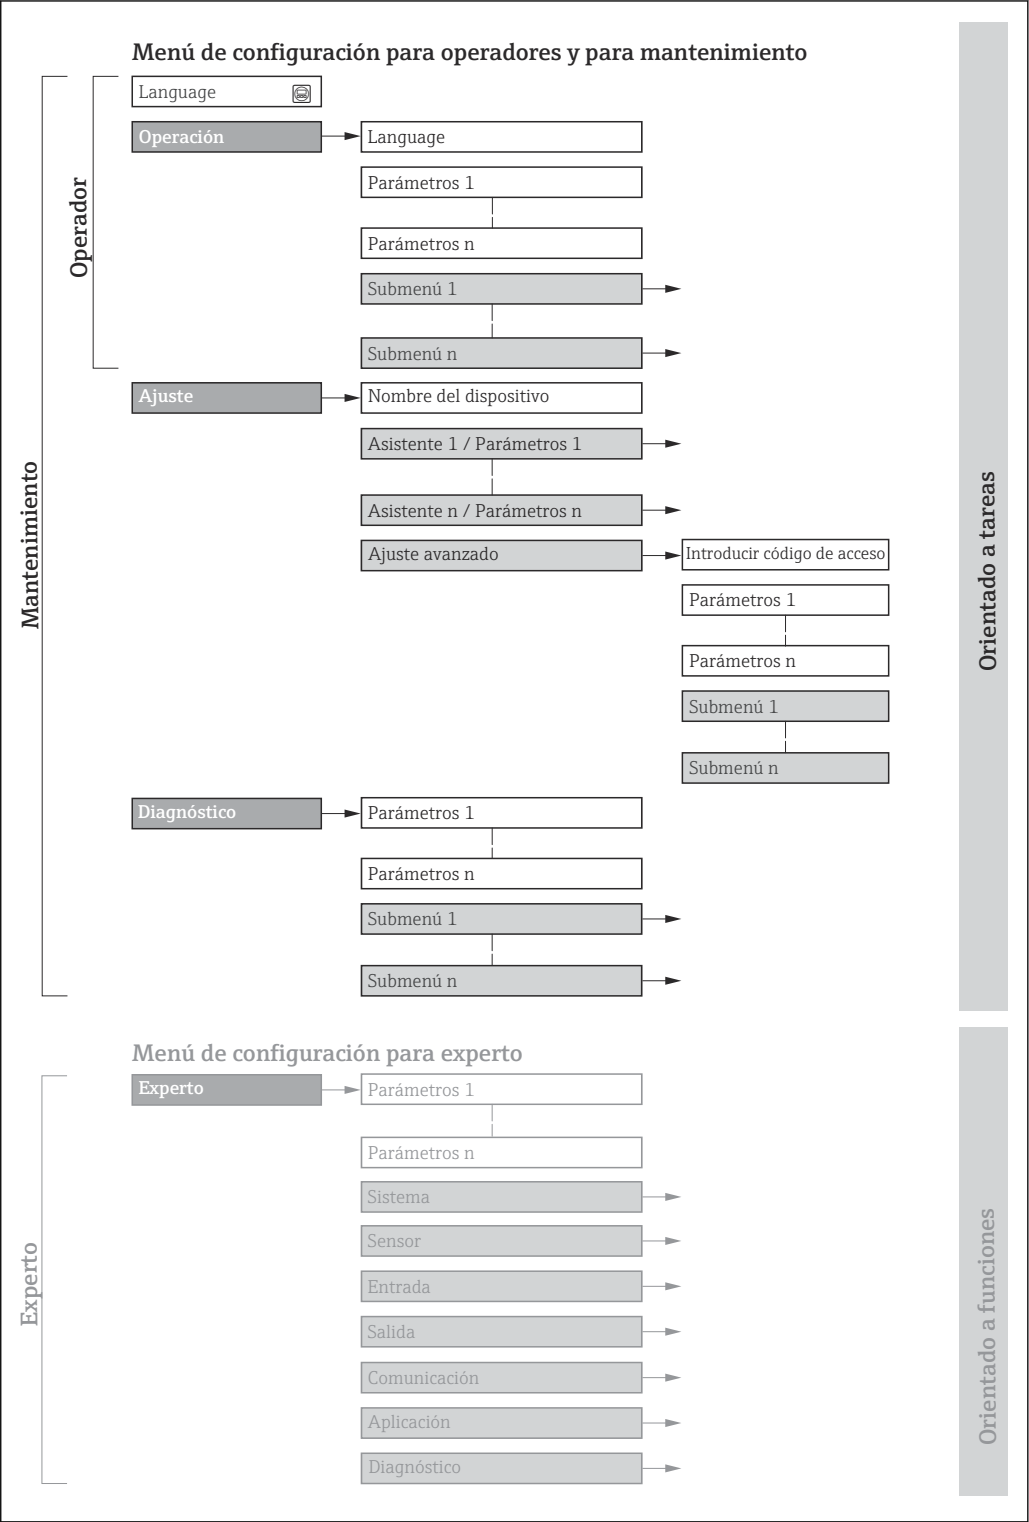 Menú de configuración para operadores y para mantenimiento
Mantenimiento
Operador
Language
Operación
Language
Parámetros 1
Parámetros n
Submenú 1
Submenú n
Ajuste
Nombre del dispositivo
Asistente 1 / Parámetros 1
Asistente n / Parámetros n
Ajuste avanzado
Introducir código de acceso
Parámetros 1
Parámetros n
Submenú 1
Submenú n
Diagnóstico
Parámetros 1
Parámetros n
Submenú 1
Submenú n
Orientado a tareas
Menú de configuración para experto
Experto
Experto
Parámetros 1
Parámetros n
Sistema
Sensor
Entrada
Salida
Comunicación
Aplicación
Diagnóstico
Orientado a funciones